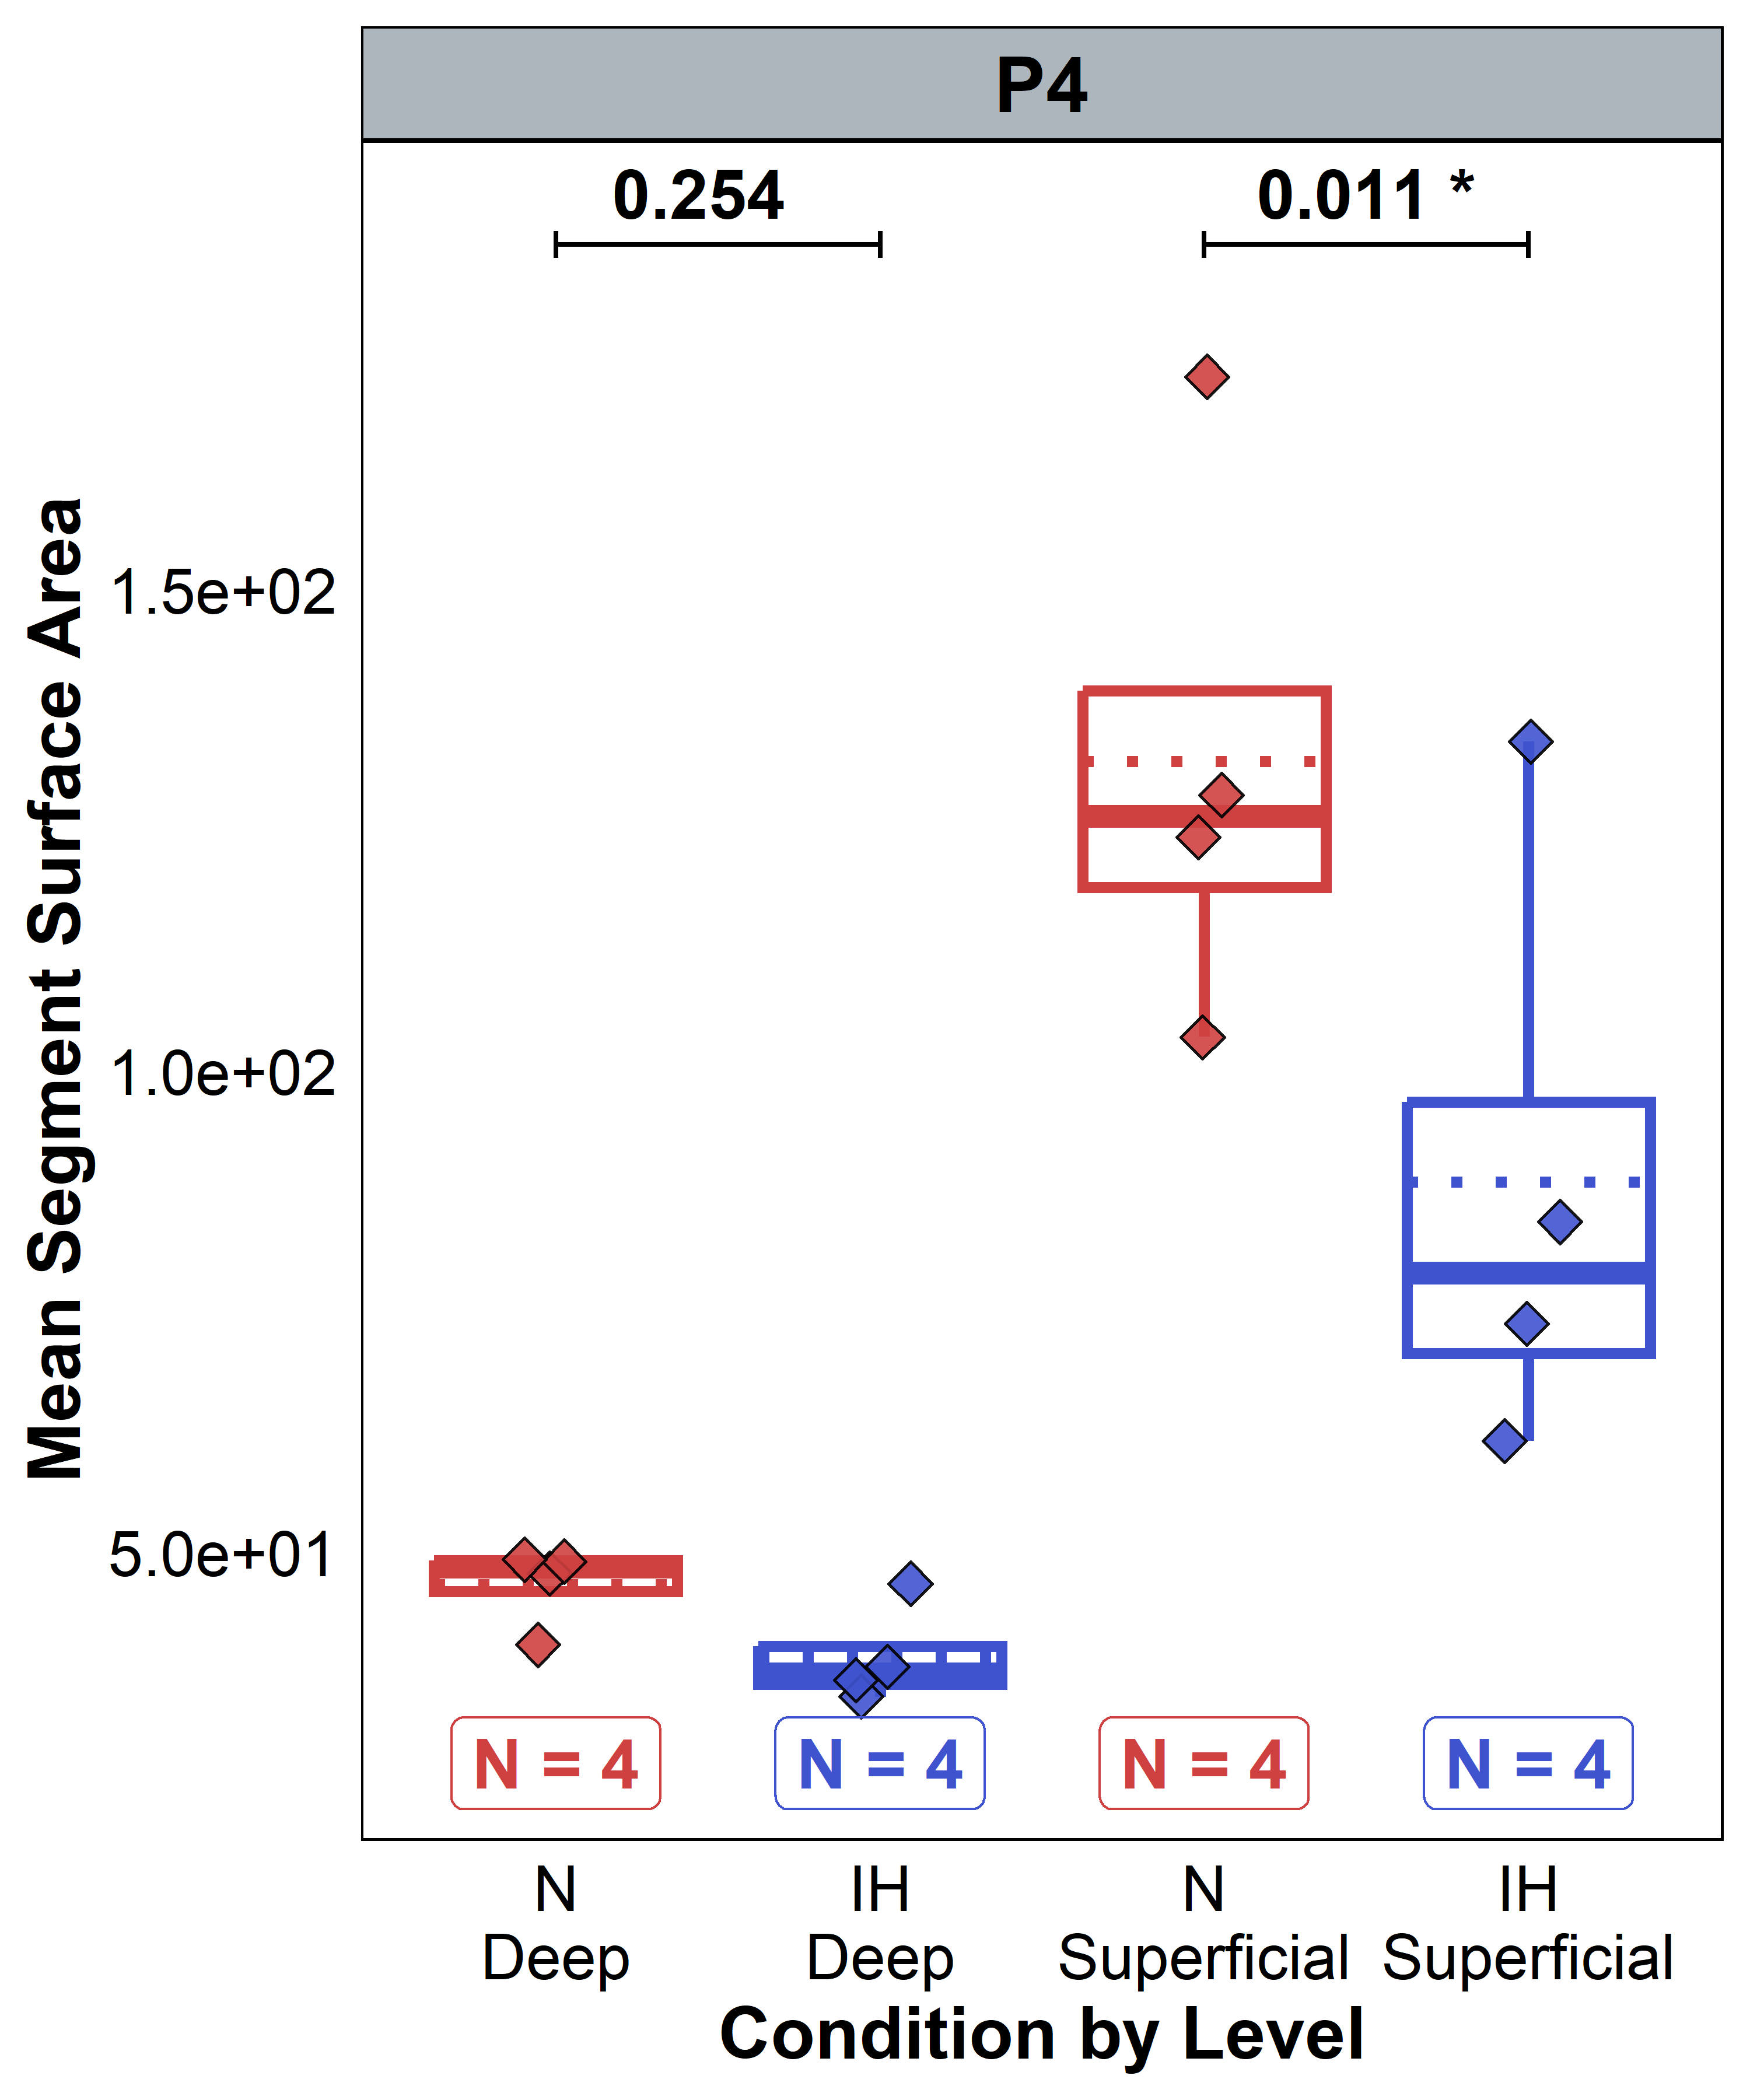 P4
0.254
0.011 *
Mean Segment Surface Area
1.5e+02
1.0e+02
5.0e+01
N = 4
N = 4
N = 4
N = 4
N
Deep
IH
Deep
N
Superficial
IH
Superficial
Condition by Level